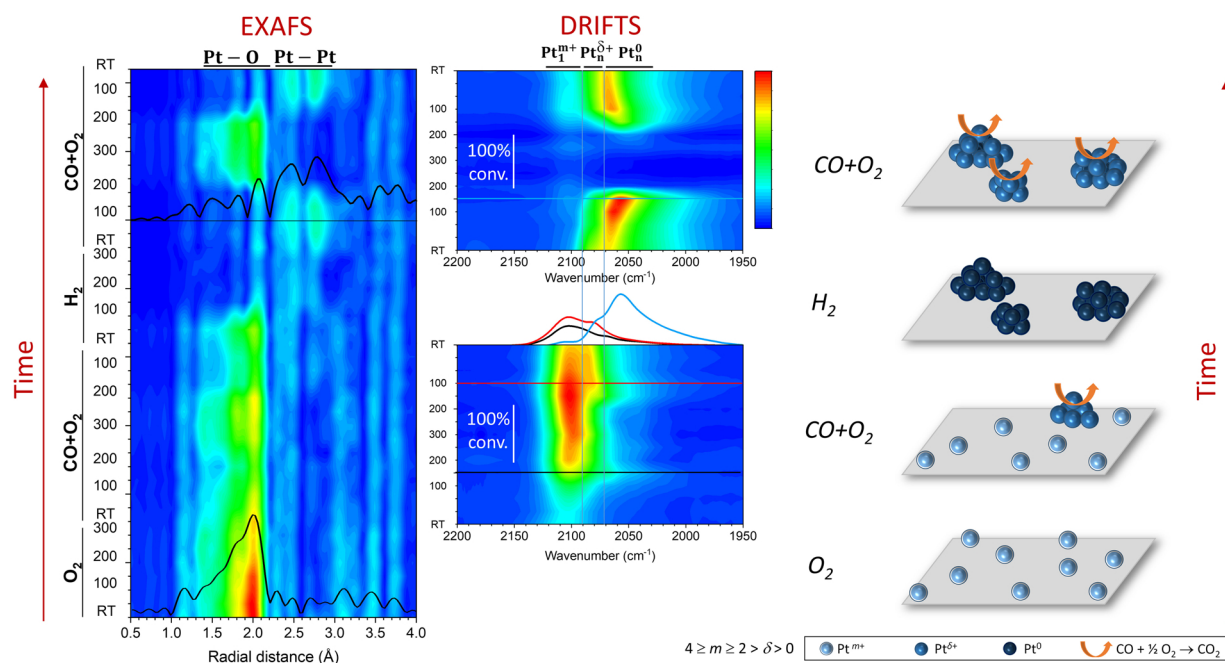 EXAFS
Pt – O Pt – Pt
Time
RT
100
200
300
200
100
RT
300
200
100
RT
100
200
300
200
100
RT
300
200
100
RT
CO+O2
H2
CO+O2
O2
0.5 1.0 1.5 2.0 2.5 3.0 3.5 4.0
Radial distance (Å)
DRIFTS
Pt₁ᵐ⁺ Ptₙᵟ⁺ Ptₙ⁰
RT
100
200
300
200
100
RT
100%
conv.
2200 2150 2100 2050 2000 1950
Wavenumber (cm⁻¹)
RT
100
200
300
200
100
RT
100%
conv.
2200 2150 2100 2050 2000 1950
Wavenumber (cm⁻¹)
CO+O2
H2
CO+O2
O2
Time
4 ≥ m ≥ 2 > δ > 0
Pt ᵐ⁺ Ptᵟ⁺ Pt⁰ CO + ½ O2 → CO2